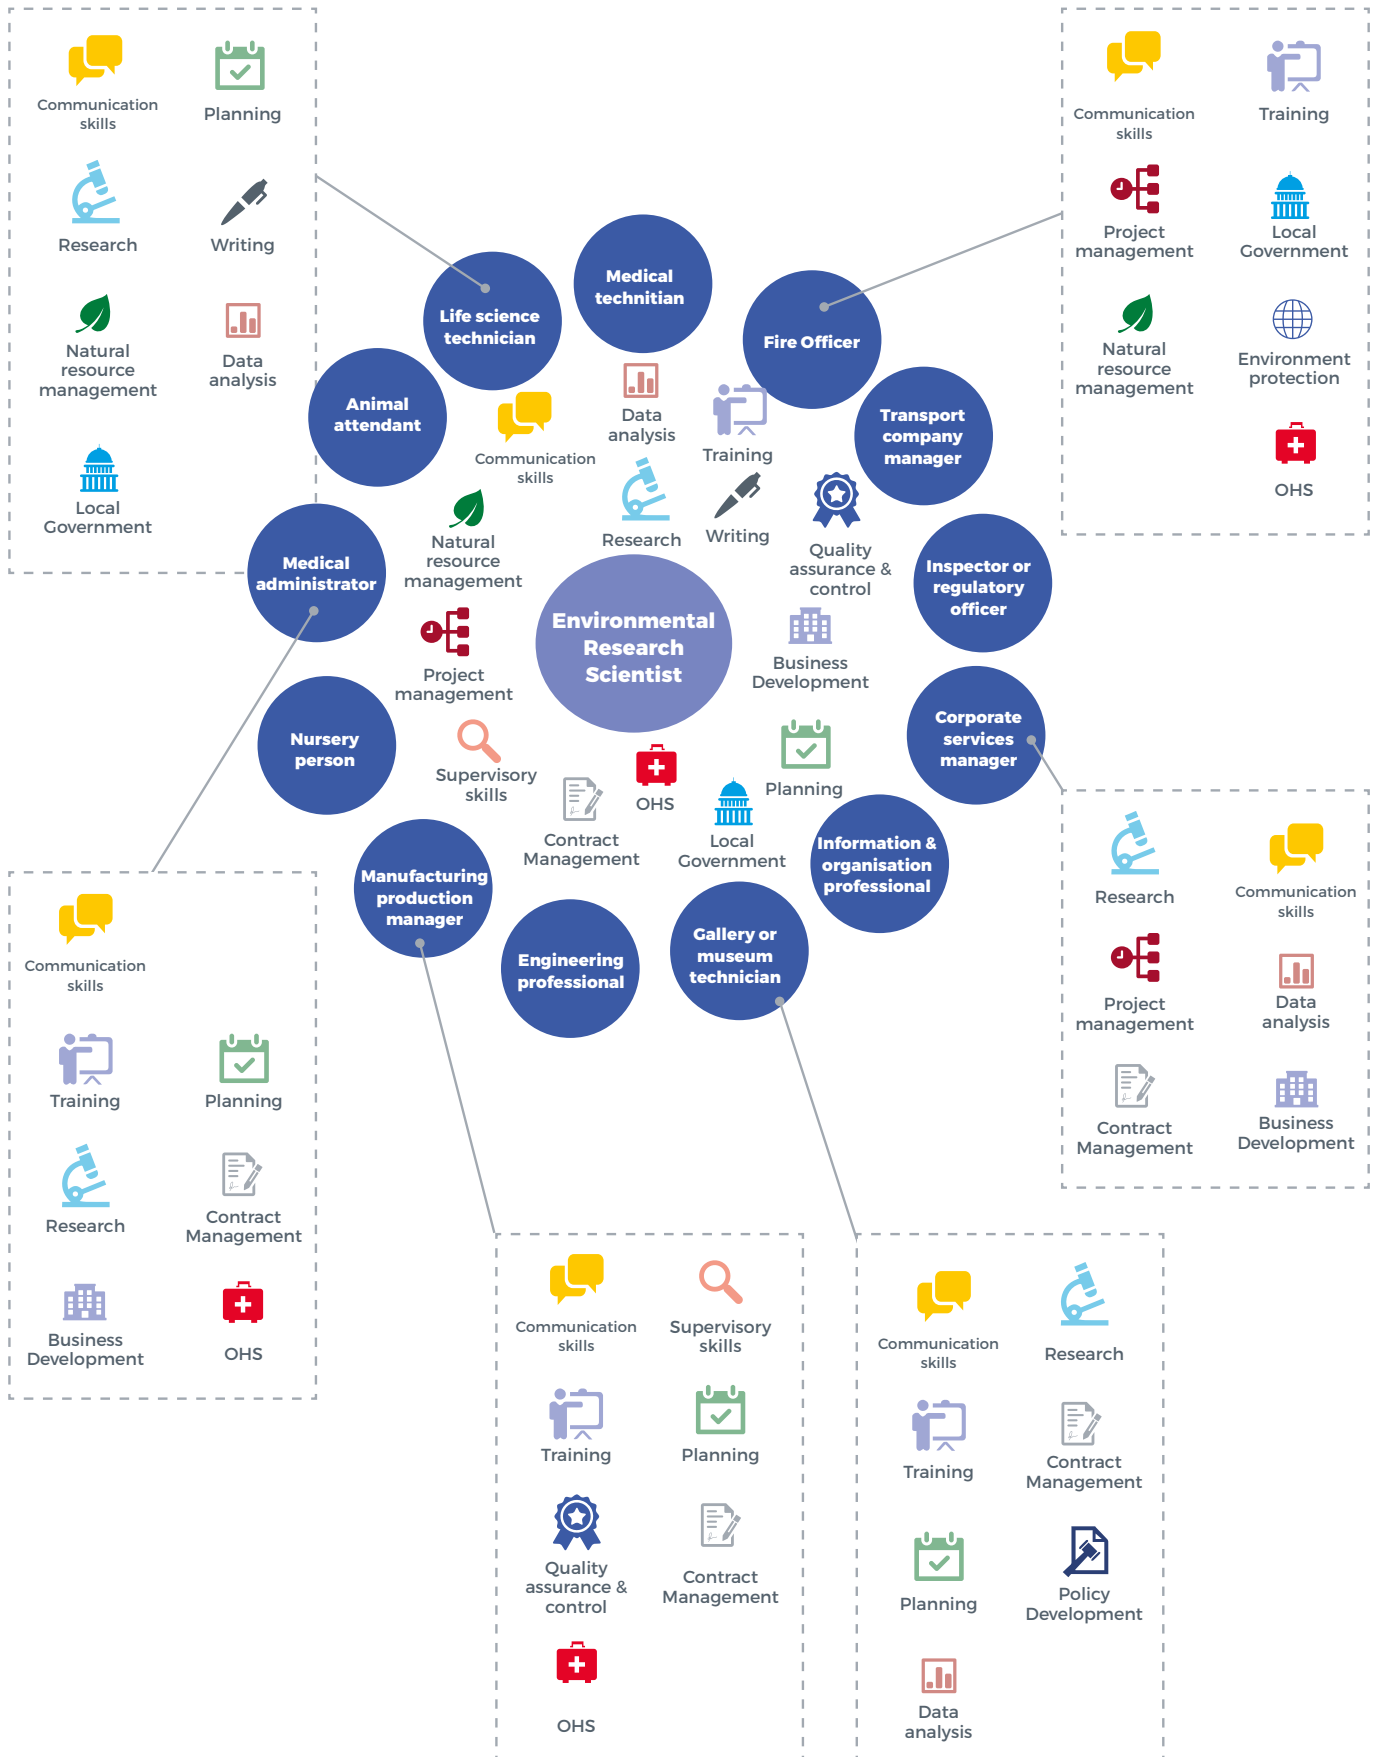 Communication
skills
Planning
Research
Writing
Natural
resource
management
Data
analysis
Local
Government
Communication
skills
Training
Project
management
Local
Government
Natural
resource
management
Environment
protection
OHS
Medical
technitian
Life science
technician
Fire Officer
Animal
attendant
Transport
company
manager
Medical
administrator
Inspector or
regulatory
officer
Nursery
person
Corporate
services
manager
Manufacturing
production
manager
Information &
organisation
professional
Engineering
professional
Gallery or
museum
technician
Data
analysis
Training
Communication
skills
Research
Writing
Quality
assurance &
control
Natural
resource
management
Environmental
Research
Scientist
Project
management
Business
Development
Supervisory
skills
OHS
Planning
Contract
Management
Local
Government
Communication
skills
Training
Planning
Research
Contract
Management
Business
Development
OHS
Research
Communication
skills
Project
management
Data
analysis
Contract
Management
Business
Development
Communication
skills
Supervisory
skills
Training
Planning
Quality
assurance &
control
Contract
Management
OHS
Communication
skills
Research
Training
Contract
Management
Planning
Policy
Development
Data
analysis